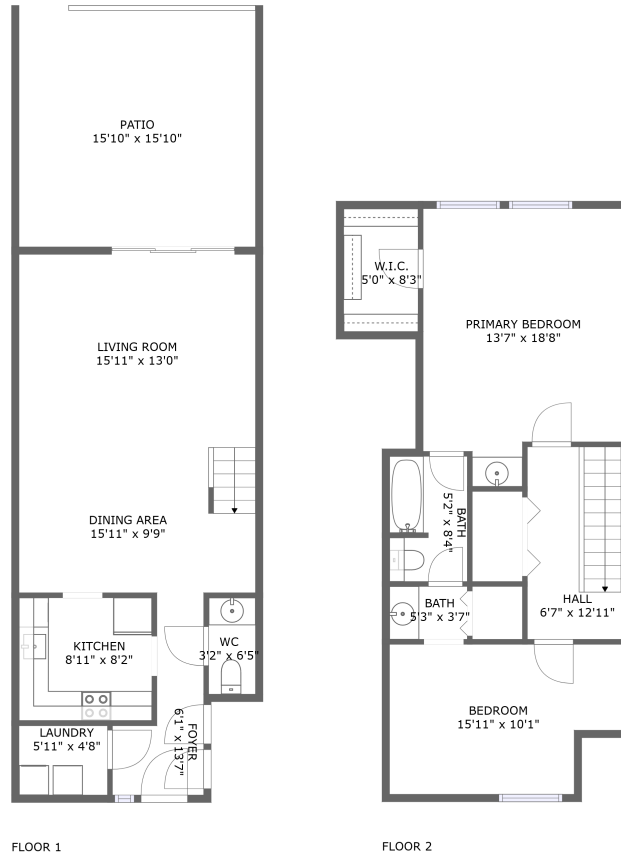 PATIO
15'10" x 15'10"
LIVING ROOM
15'11" x 13'0"
DINING AREA
15'11" x 9'9"
KITCHEN
8'11" x 8'2"
WC
3'2" x 6'5"
LAUNDRY
5'11" x 4'8"
FOYER
6'1" x 13'7"
FLOOR 1
W.I.C.
5'0" x 8'3"
PRIMARY BEDROOM
13'7" x 18'8"
BATH
5'2" x 8'4"
BATH
5'3" x 3'7"
HALL
6'7" x 12'11"
BEDROOM
15'11" x 10'1"
FLOOR 2